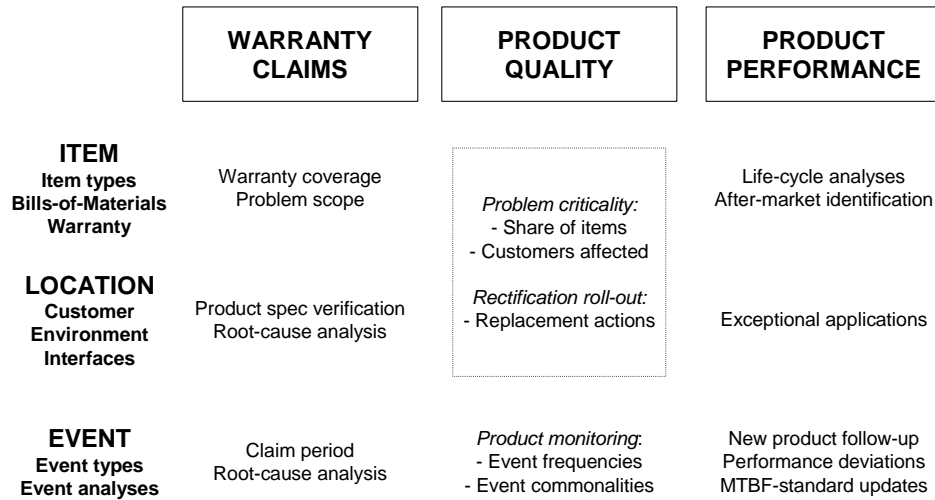 WARRANTY
CLAIMS
PRODUCT
QUALITY
PRODUCT
PERFORMANCE
ITEM
Item types
Bills-of-Materials
Warranty
Warranty coverage
Problem scope
Problem criticality:
- Share of items
- Customers affected
Rectification roll-out:
- Replacement actions
Life-cycle analyses
After-market identification
LOCATION
Customer
Environment
Interfaces
Product spec verification
Root-cause analysis
Exceptional applications
EVENT
Event types
Event analyses
Claim period
Root-cause analysis
Product monitoring:
- Event frequencies
- Event commonalities
New product follow-up
Performance deviations
MTBF-standard updates